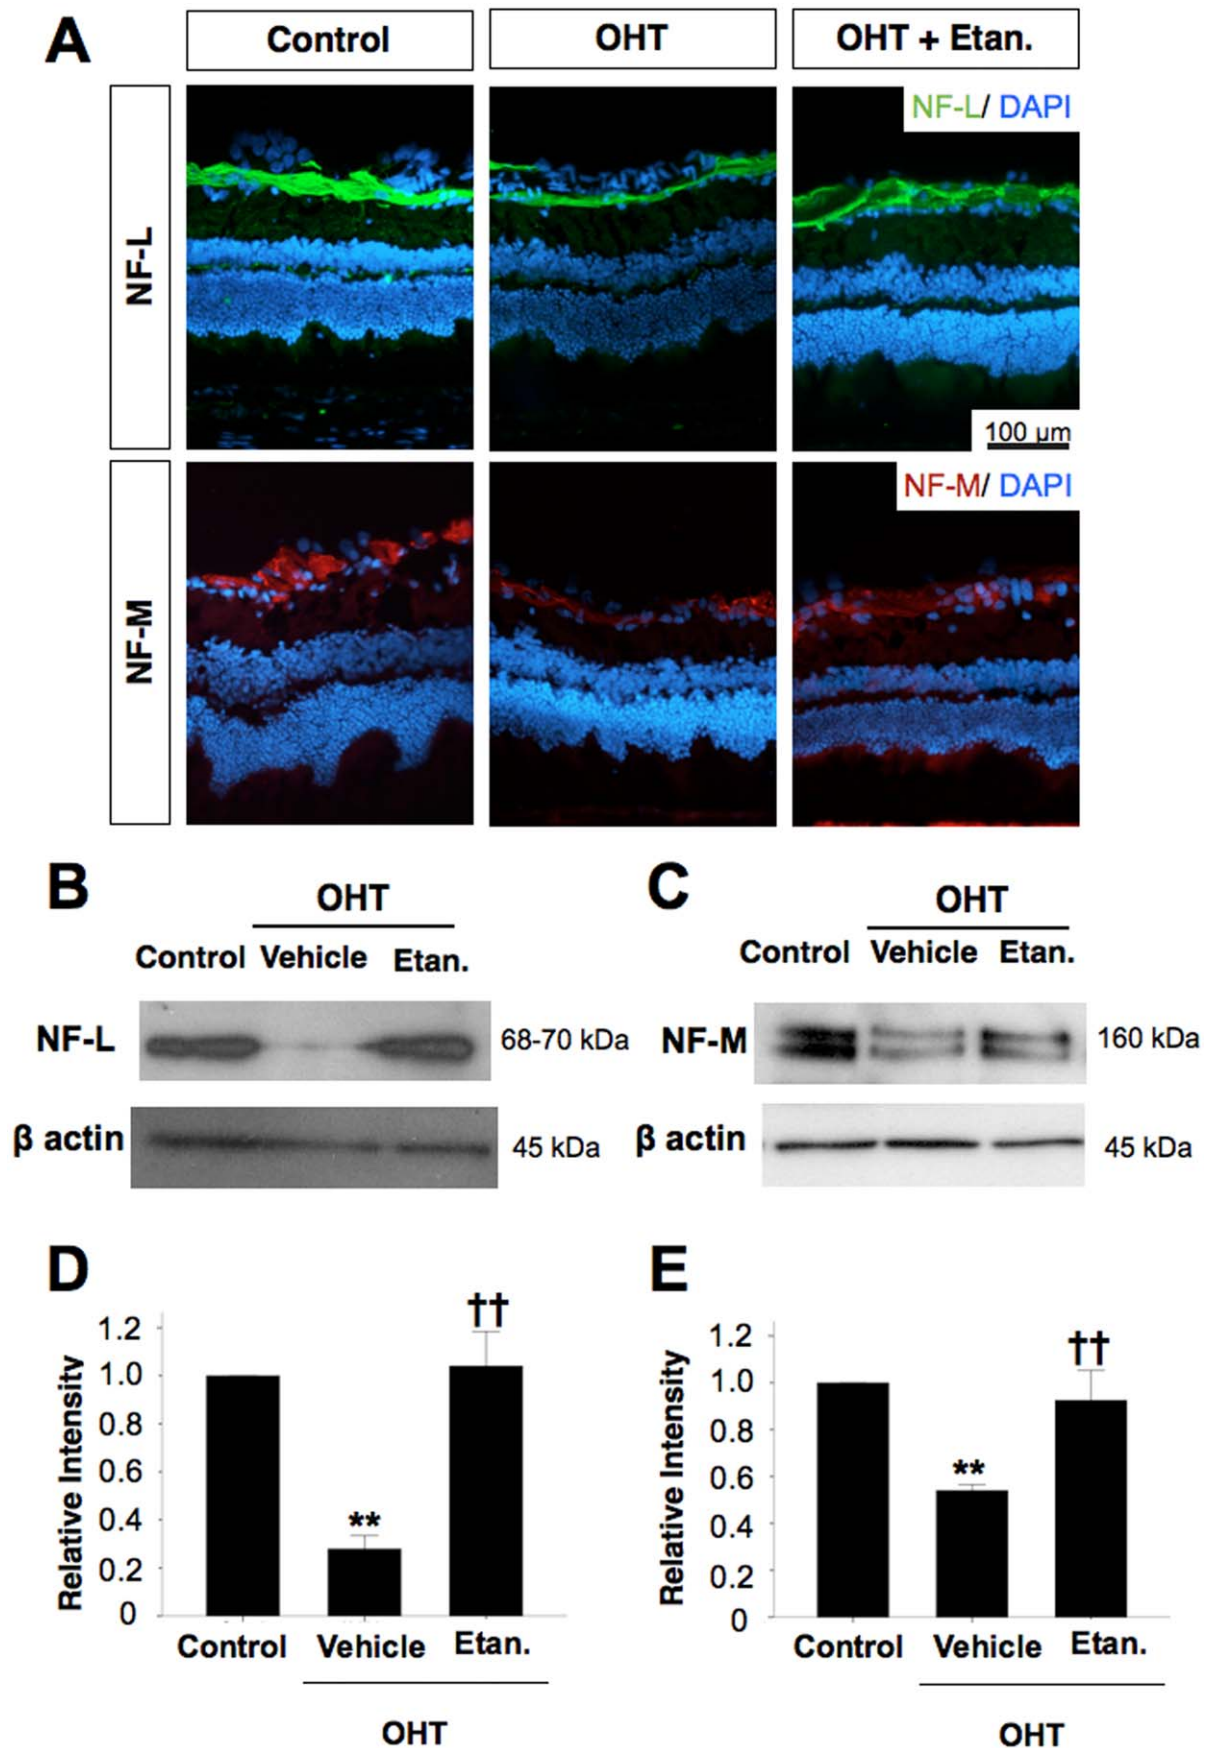 A
Control
OHT
OHT + Etan.
NF-L
NF-L/ DAPI
100 µm
NF-M
NF-M/ DAPI
B
OHT
Control Vehicle Etan.
NF-L
68-70 kDa
β actin
45 kDa
C
OHT
Control Vehicle Etan.
NF-M
160 kDa
β actin
45 kDa
D
Relative Intensity
1.2
1.0
0.8
0.6
0.4
0.2
0
**
††
Control Vehicle Etan.
OHT
E
Relative Intensity
1.2
1.0
0.8
0.6
0.4
0.2
0
**
††
Control Vehicle Etan.
OHT